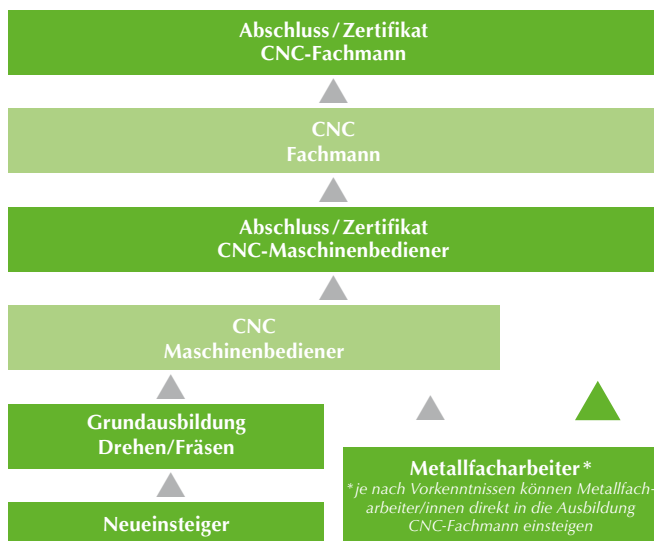 Abschluss/Zertifikat
CNC-Fachmann
CNC
Fachmann
Abschluss/Zertifikat
CNC-Maschinenbediener
CNC
Maschinenbediener
Grundausbildung
Drehen/Fräsen
Neueinsteiger
Metallfacharbeiter*
*je nach Vorkenntnissen können Metallfach-
arbeiter/innen direkt in die Ausbildung
CNC-Fachmann einsteigen